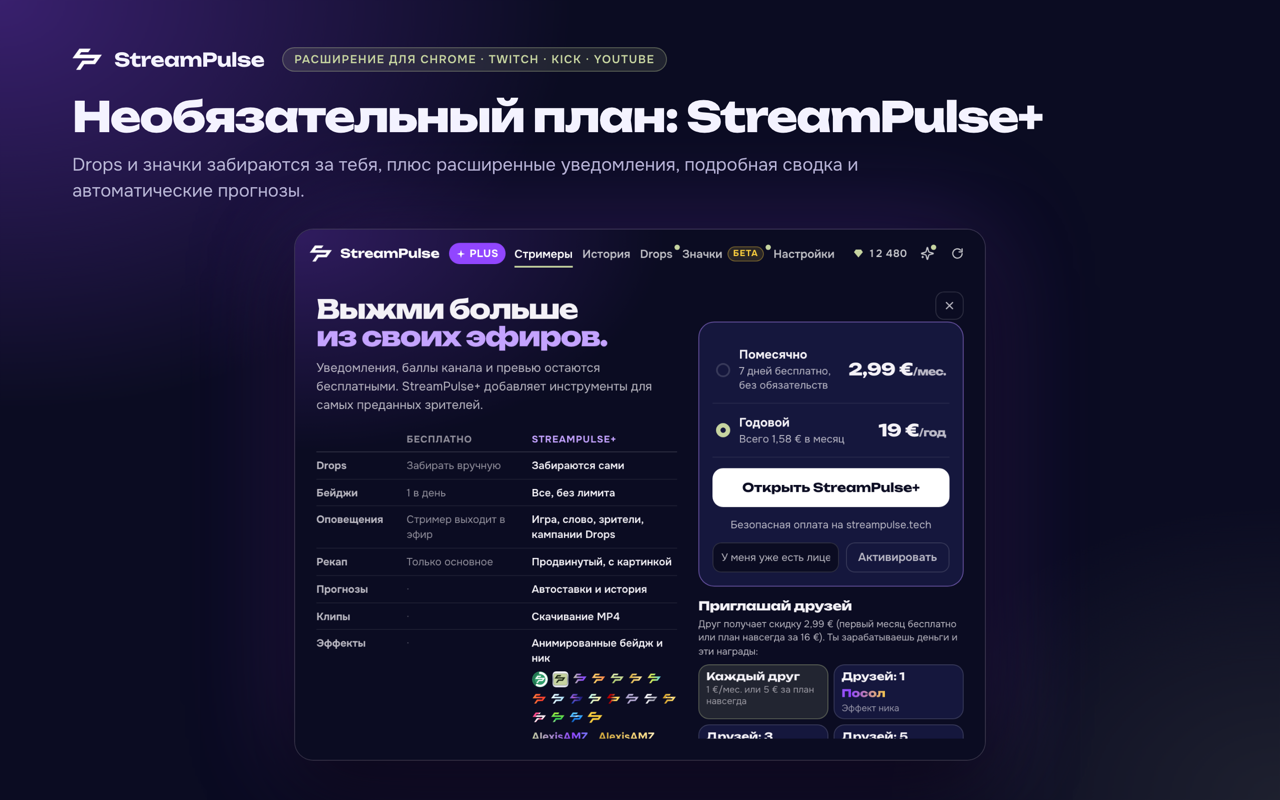 StreamPulse
РАСШИРЕНИЕ ДЛЯ CHROME · TWITCH · KICK · YOUTUBE
Необязательный план: StreamPulse+
Drops и значки забираются за тебя, плюс расширенные уведомления, подробная сводка и
автоматические прогнозы.
StreamPulse
+ PLUS
Стримеры
История
Drops
Значки
БЕТА
Настройки
12 480
Выжми больше
из своих эфиров.
Уведомления, баллы канала и превью остаются
бесплатными. StreamPulse+ добавляет инструменты для
самых преданных зрителей.
БЕСПЛАТНО
STREAMPULSE+
Drops
Забирать вручную
Забираются сами
Бейджи
1 в день
Все, без лимита
Оповещения
Стример выходит в
эфир
Игра, слово, зрители,
кампании Drops
Рекап
Только основное
Продвинутый, с картинкой
Прогнозы
·
Автоставки и история
Клипы
·
Скачивание MP4
Эффекты
·
Анимированные бейдж и
ник
AlexisAMZ
AlexisAMZ
Помесячно
7 дней бесплатно,
без обязательств
2,99 €/мес.
Годовой
Всего 1,58 € в месяц
19 €/год
Открыть StreamPulse+
Безопасная оплата на streampulse.tech
У меня уже есть лице
Активировать
Приглашай друзей
Друг получает скидку 2,99 € (первый месяц бесплатно
или план навсегда за 16 €). Ты зарабатываешь деньги и
эти награды:
Каждый друг
1 €/мес. или 5 € за план
навсегда
Друзей: 1
Посол
Эффект ника
Друзей: 3
Друзей: 5